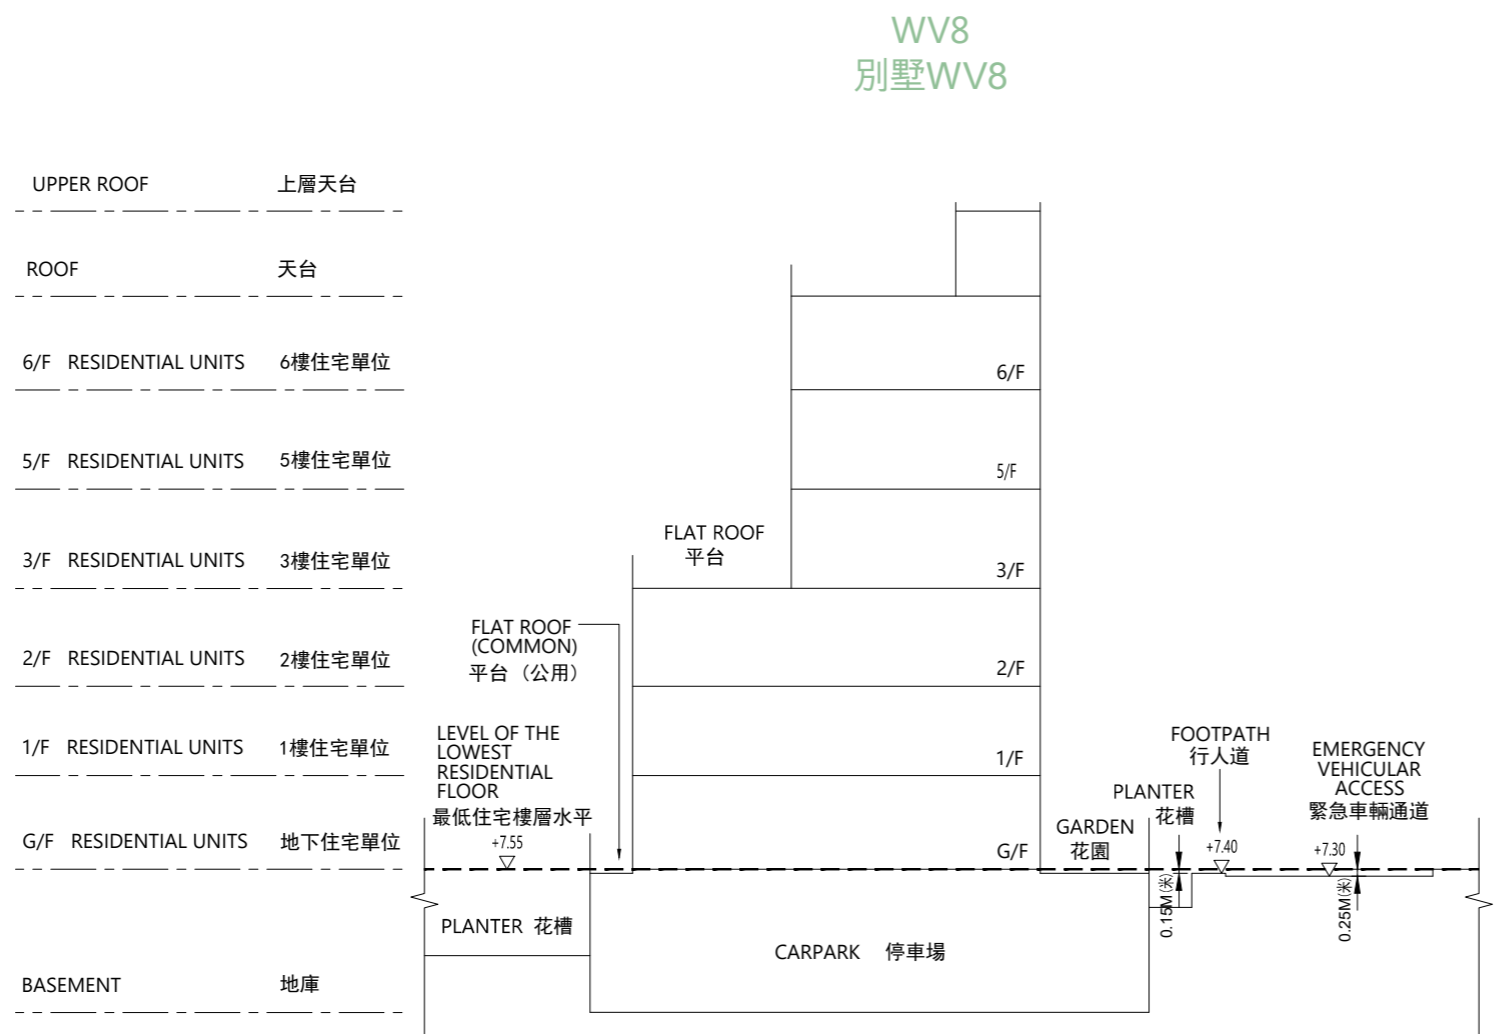 WV8
別墅WV8
UPPER ROOF 上層天台
ROOF 天台
6/F RESIDENTIAL UNITS 6樓住宅單位
6/F
5/F RESIDENTIAL UNITS 5樓住宅單位
5/F
FLAT ROOF
平台
3/F RESIDENTIAL UNITS 3樓住宅單位
3/F
FLAT ROOF
(COMMON)
平台（公用）
2/F RESIDENTIAL UNITS 2樓住宅單位
2/F
1/F RESIDENTIAL UNITS 1樓住宅單位
LEVEL OF THE
LOWEST
RESIDENTIAL
FLOOR
最低住宅樓層水平
+7.55
1/F
FOOTPATH
行人道
EMERGENCY
VEHICULAR
ACCESS
緊急車輛通道
PLANTER
花槽
GARDEN
花園
G/F RESIDENTIAL UNITS 地下住宅單位
G/F
+7.40
+7.30
0.15M(米)
0.25M(米)
PLANTER 花槽
CARPARK 停車場
BASEMENT 地庫